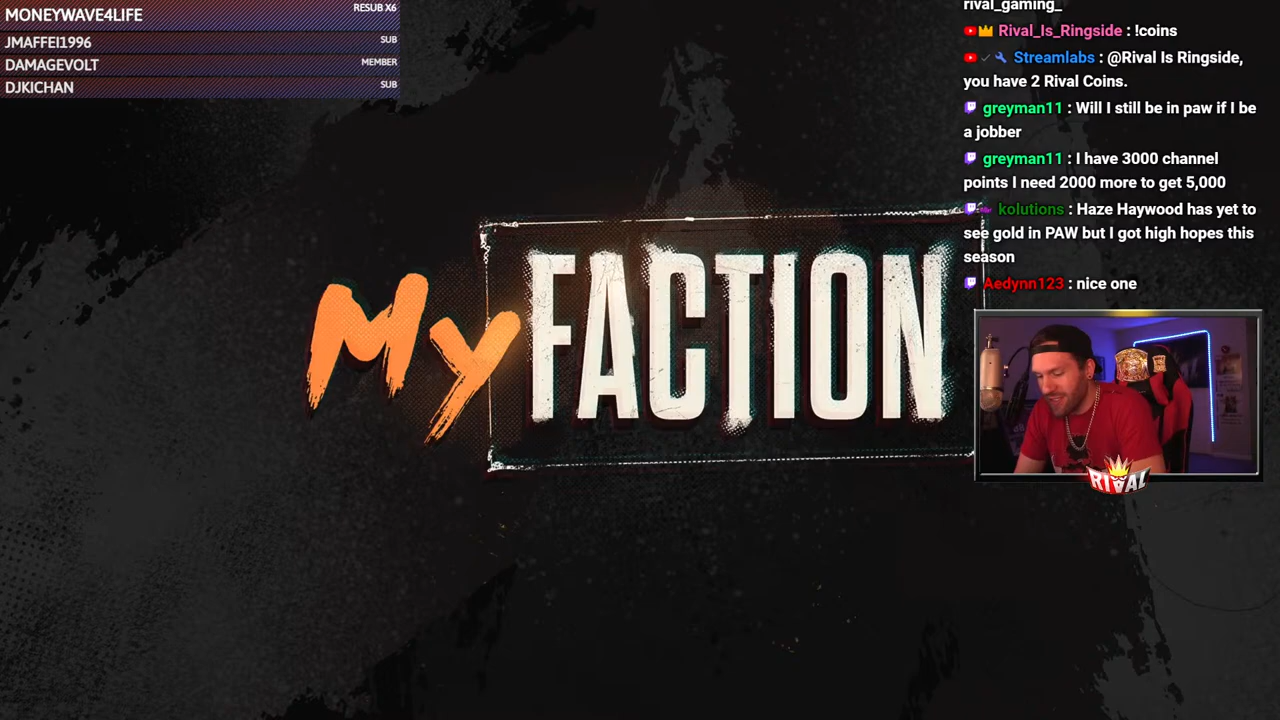 MONEYWAVE4LIFE RESUB X6
JMAFFEI1996 SUB
DAMAGEVOLT MEMBER
DJKICHAN SUB
rival_gaming_
Rival_Is_Ringside : !coins
Streamlabs : @Rival Is Ringside,
you have 2 Rival Coins.
greyman11 : Will I still be in paw if I be
a jobber
greyman11 : I have 3000 channel
points I need 2000 more to get 5,000
kolutions : Haze Haywood has yet to
see gold in PAW but I got high hopes this
season
Aedynn123 : nice one
My FACTION
RIVAL